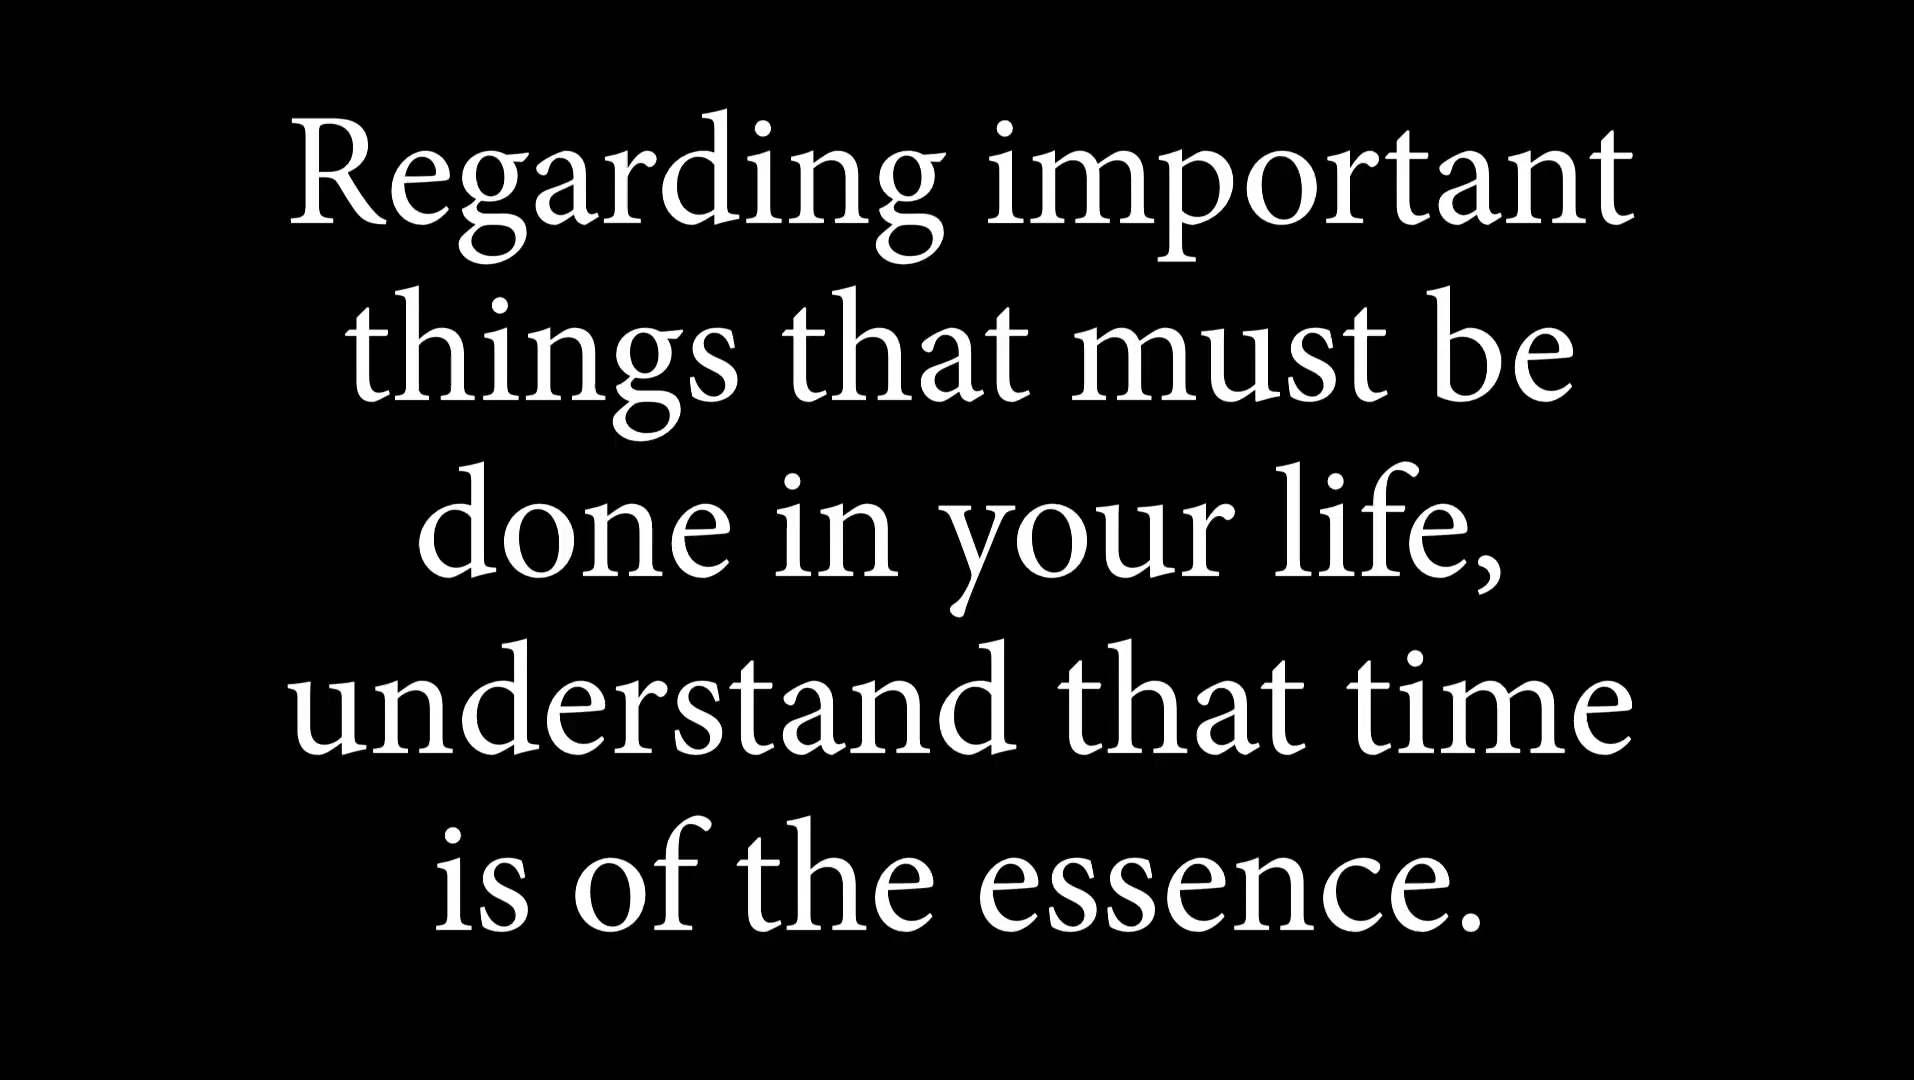 Regarding important
things that must be
done in your life,
understand that time
is of the essence.